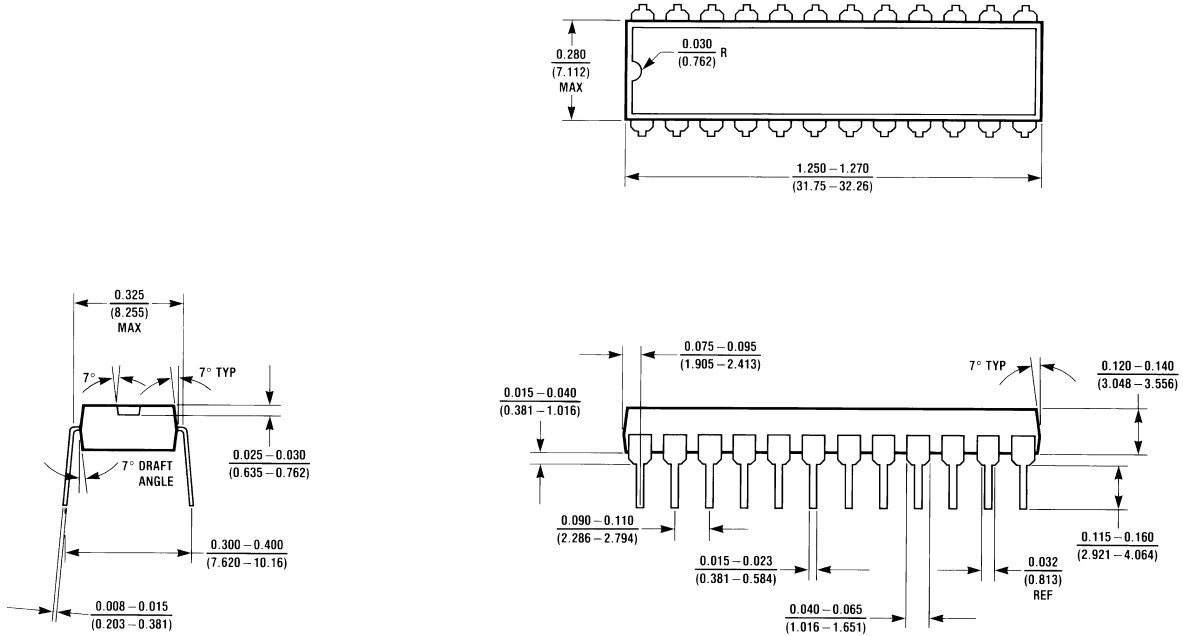 0.280
(7.112)
MAX
0.030
(0.762)
R
1.250 – 1.270
(31.75 – 32.26)
0.325
(8.255)
MAX
7°
7° TYP
0.025 – 0.030
(0.635 – 0.762)
7° DRAFT
ANGLE
0.300 – 0.400
(7.620 – 10.16)
0.008 – 0.015
(0.203 – 0.381)
0.075 – 0.095
(1.905 – 2.413)
7° TYP
0.120 – 0.140
(3.048 – 3.556)
0.015 – 0.040
(0.381 – 1.016)
0.090 – 0.110
(2.286 – 2.794)
0.015 – 0.023
(0.381 – 0.584)
0.040 – 0.065
(1.016 – 1.651)
0.032
(0.813)
REF
0.115 – 0.160
(2.921 – 4.064)